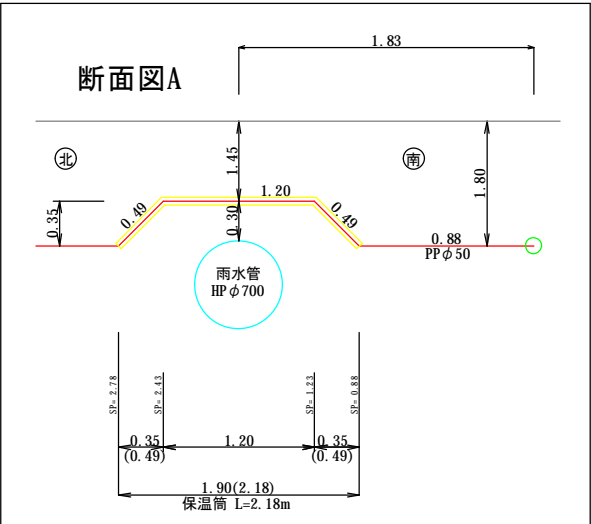 1.83
断面図A
北
南
1.45
1.80
1.20
0.49
0.49
0.35
0.30
0.88
PPφ50
雨水管
HPφ700
SP= 2.78
SP= 2.43
SP= 1.23
SP= 0.88
0.35
(0.49)
1.20
0.35
(0.49)
1.90(2.18)
保温筒 L=2.18m